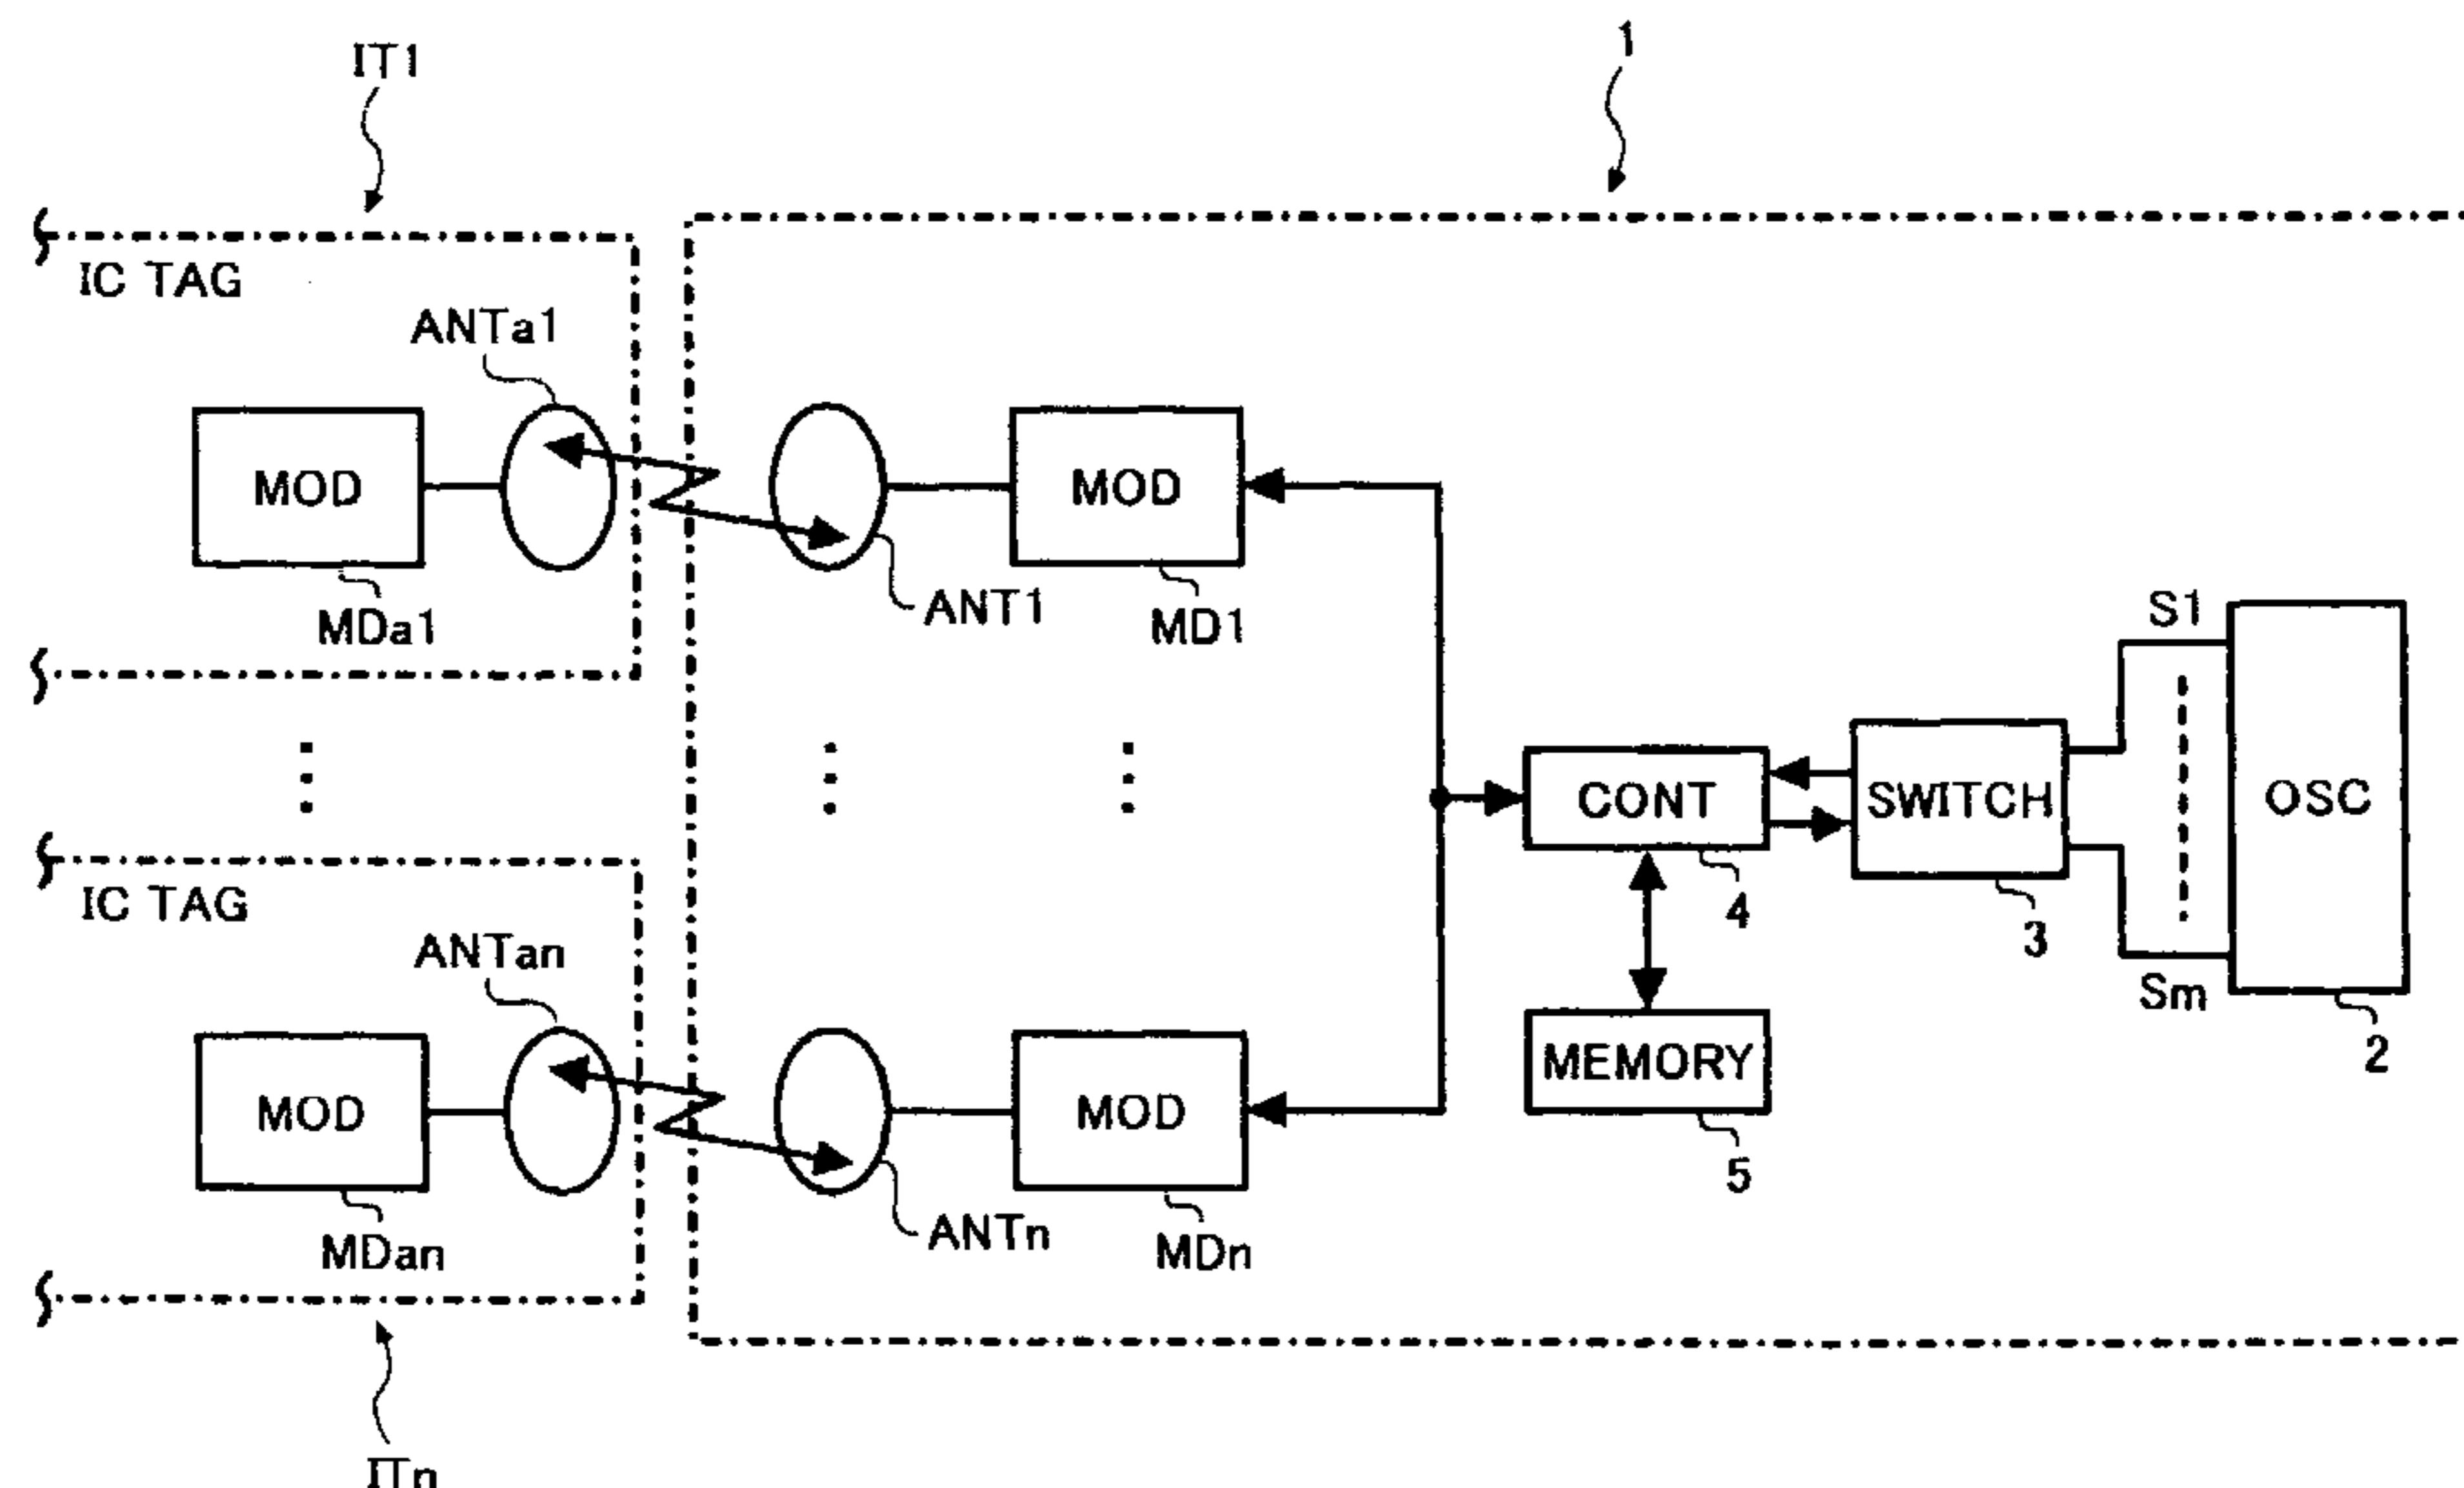 IT1
1
IC TAG
ANTa1
MOD
MOD
ANT1
MDa1
MD1
S1
CONT
SWITCH
OSC
IC TAG
4
3
ANTan
Sm
2
MEMORY
MOD
MOD
5
ANTn
MDan
MDn
ITn